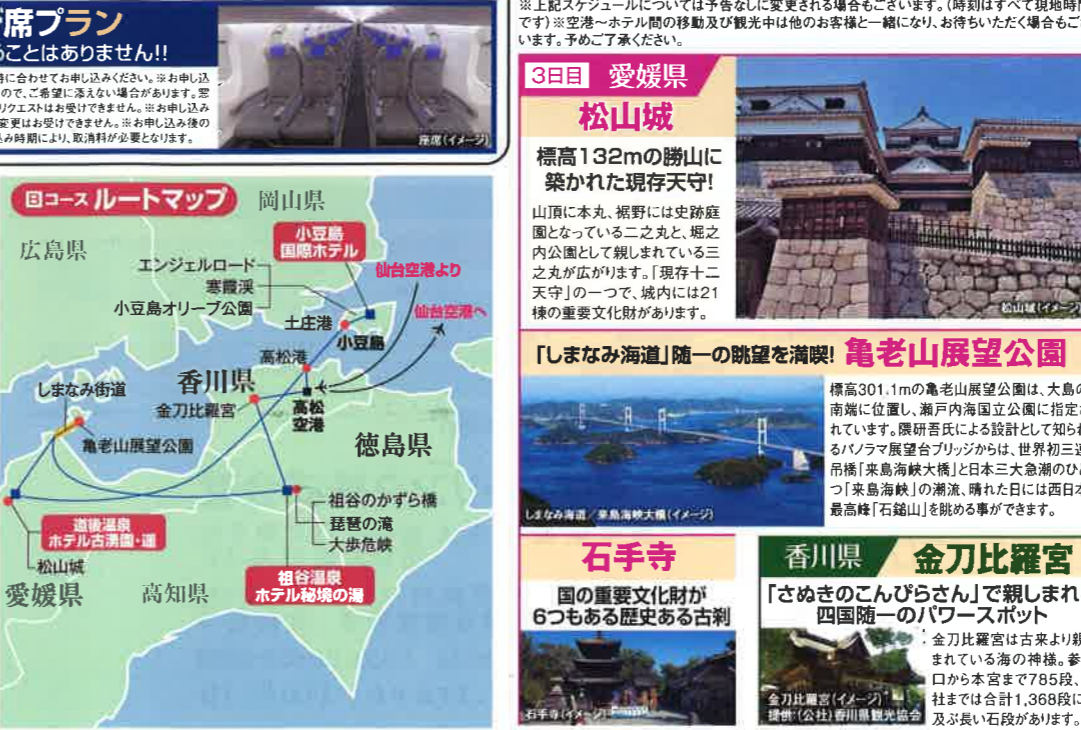 席プラン
ことはありません!!
時に合わせてお申し込みください。※お申し込
ので、ご希望に添えない場合があります。窓
リクエストはお受けできません。※お申し込み
変更はお受けできません。※お申し込み後の
込み時期により、取消料が必要となります。
座席(イメージ)
Bコース ルートマップ
岡山県
広島県
小豆島
国際ホテル
エンジェルロード
寒霞渓
小豆島オリーブ公園
仙台空港より
仙台空港へ
土庄港
小豆島
高松港
しまなみ街道
香川県
金刀比羅宮
高松
空港
亀老山展望公園
徳島県
祖谷のかずら橋
琵琶の滝
大歩危峡
道後温泉
ホテル古湧園・遥
松山城
愛媛県
高知県
祖谷温泉
ホテル秘境の湯
※上記スケジュールについては予告なしに変更される場合もございます。(時刻はすべて現地時間
です)※空港～ホテル間の移動及び観光中は他のお客様と一緒になり、お待ちいただく場合もござ
います。予めご了承ください。
3日目 愛媛県
松山城
標高132mの勝山に
築かれた現存天守!
山頂に本丸、裾野には史跡庭
園となっている二之丸と、堀之
内公園として親しまれている三
之丸が広がります。「現存十二
天守」の一つで、城内には21
棟の重要文化財があります。
松山城(イメージ)
「しまなみ海道」随一の眺望を満喫! 亀老山展望公園
標高301.1mの亀老山展望公園は、大島の
南端に位置し、瀬戸内海国立公園に指定さ
れています。隈研吾氏による設計として知られ
るパノラマ展望台ブリッジからは、世界初三連
吊橋「来島海峡大橋」と日本三大急潮のひと
つ「来島海峡」の潮流、晴れた日には西日本
最高峰「石鎚山」を眺める事ができます。
しまなみ海道/来島海峡大橋(イメージ)
石手寺
国の重要文化財が
6つもある歴史ある古刹
石手寺(イメージ)
香川県 金刀比羅宮
「さぬきのこんぴらさん」で親しまれ
四国随一のパワースポット
金刀比羅宮は古来より親
まれている海の神様。参
口から本宮まで785段、
社までは合計1,368段に
及ぶ長い石段があります。
金刀比羅宮(イメージ)
提供:(公社)香川県観光協会